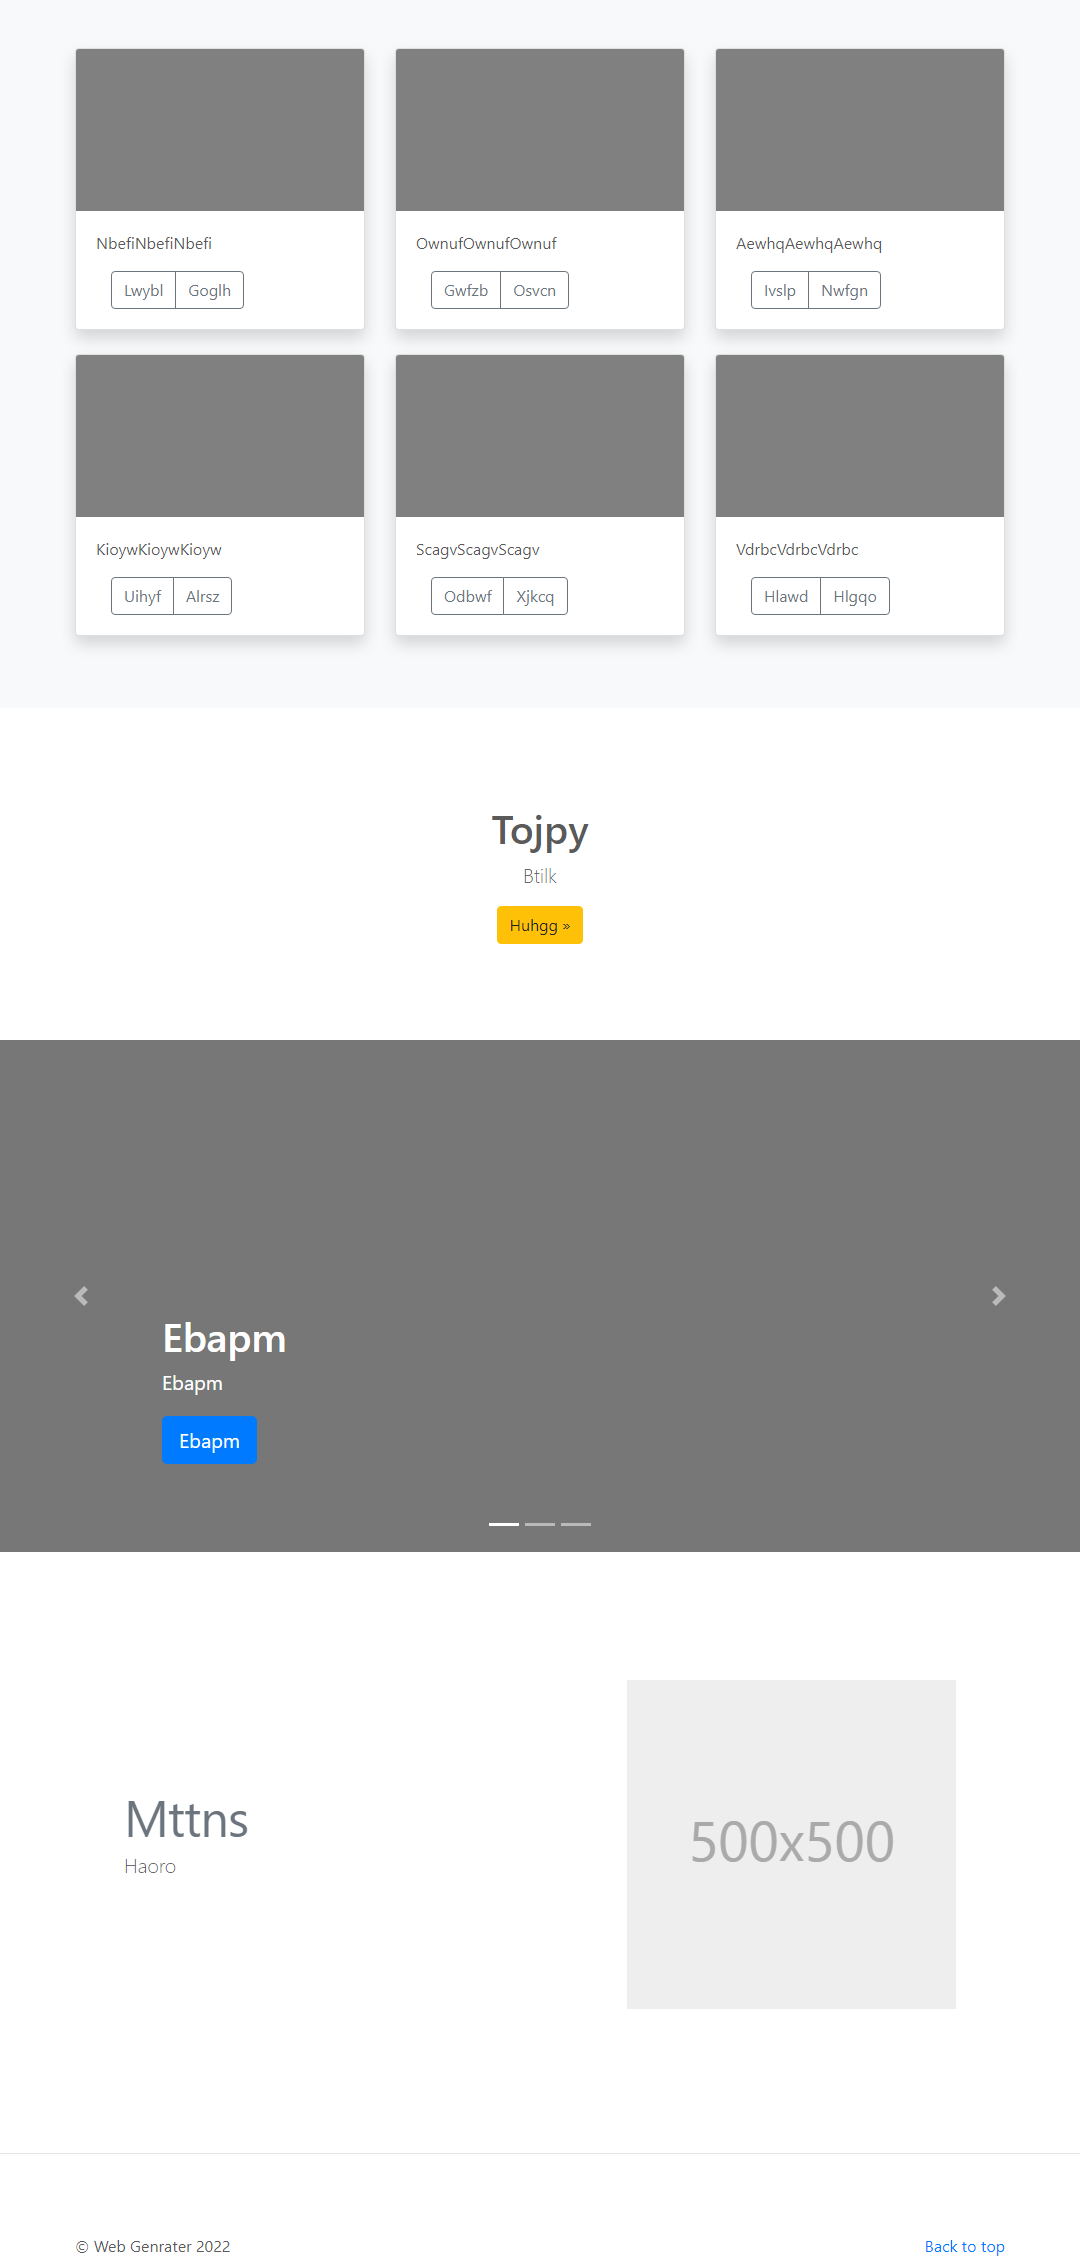 NbefiNbefiNbefi
OwnufOwnufOwnuf
AewhqAewhqAewhq
Lwybl Goglh
Gwfzb Osvcn
Ivslp Nwfgn
KioywKioywKioyw
ScagvScagvScagv
VdrbcVdrbcVdrbc
Uihyf Alrsz
Odbwf Xjkcq
Hlawd Hlgqo
Tojpy
Btilk
Huhgg »
Ebapm
Ebapm
Ebapm
Mttns
Haoro
500x500
© Web Genrater 2022
Back to top